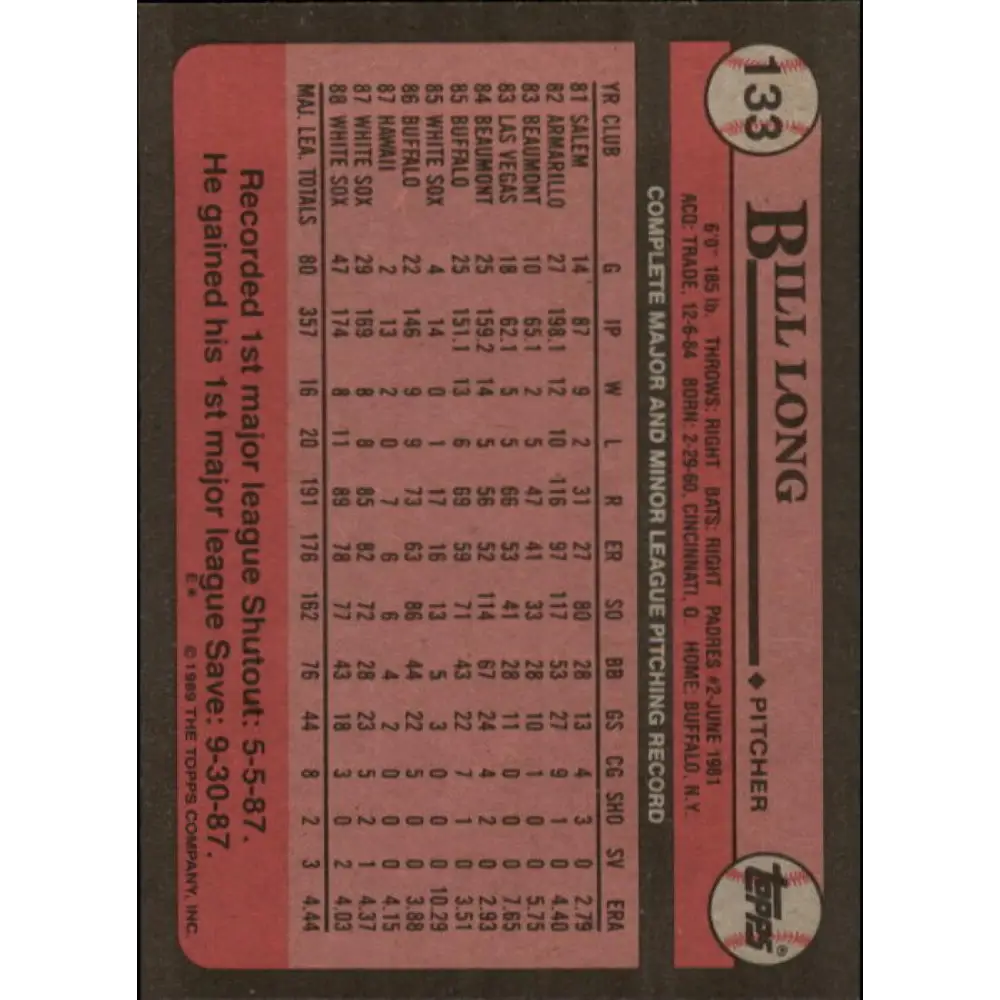 133
BILL LONG
◆ PITCHER
topps®
6'0" 185 lb. THROWS: RIGHT BATS: RIGHT PADRES #2-JUNE 1981
ACQ: TRADE, 12-6-84 BORN: 2-29-60, CINCINNATI, O HOME: BUFFALO, N.Y.
COMPLETE MAJOR AND MINOR LEAGUE PITCHING RECORD
YR CLUB G IP W L R ER SO BB GS CG SHO SV ERA
81 SALEM 14 87 9 2 31 27 80 28 13 4 3 0 2.79
82 AMARILLO 27 198.1 12 10 116 97 117 53 27 9 1 0 4.40
83 BEAUMONT 10 65.1 2 5 47 41 33 28 10 1 0 0 5.75
83 LAS VEGAS 18 62.1 5 5 66 53 41 28 11 0 0 0 7.65
84 BEAUMONT 25 159.2 14 5 56 52 114 67 24 4 2 0 2.93
85 BUFFALO 25 151.1 13 6 69 59 71 43 22 7 1 0 3.51
85 WHITE SOX 4 14 0 1 17 16 13 5 3 0 0 0 10.29
86 BUFFALO 22 146 9 9 73 63 86 44 22 5 0 0 3.88
87 HAWAII 2 13 2 0 7 6 6 4 2 0 0 0 4.15
87 WHITE SOX 29 169 8 8 85 82 72 28 23 5 2 1 4.37
88 WHITE SOX 47 174 8 11 89 78 77 43 18 3 0 2 4.03
MAJ. LEA. TOTALS 80 357 16 20 191 176 162 76 44 8 2 3 4.44
Recorded 1st major league Shutout: 5-5-87.
He gained his 1st major league Save: 9-30-87.
E* © 1989 THE TOPPS COMPANY, INC.